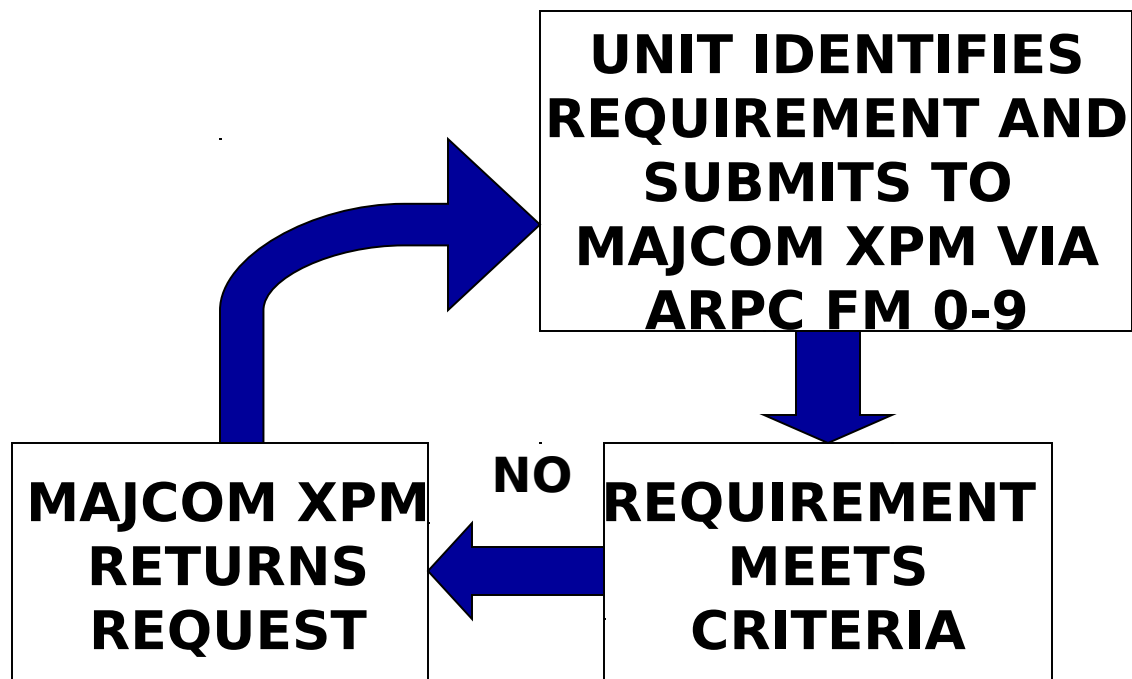 UNIT IDENTIFIES
REQUIREMENT AND
SUBMITS TO
MAJCOM XPM VIA
ARPC FM 0-9
NO
MAJCOM XPM
RETURNS
REQUEST
REQUIREMENT
MEETS
CRITERIA